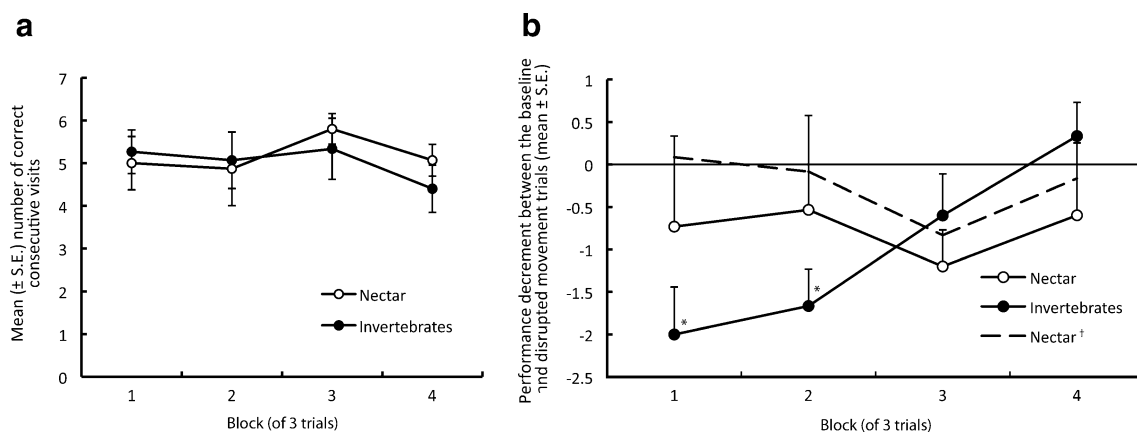 a
Mean (± S.E.) number of correct
consecutive visits
7
6
5
4
3
2
1
0
Nectar
Invertebrates
1 2 3 4
Block (of 3 trials)
b
Performance decrement between the baseline
and disrupted movement trials (mean ± S.E.)
1
0.5
0
-0.5
-1
-1.5
-2
-2.5
*
*
Nectar
Invertebrates
Nectar †
1 2 3 4
Block (of 3 trials)